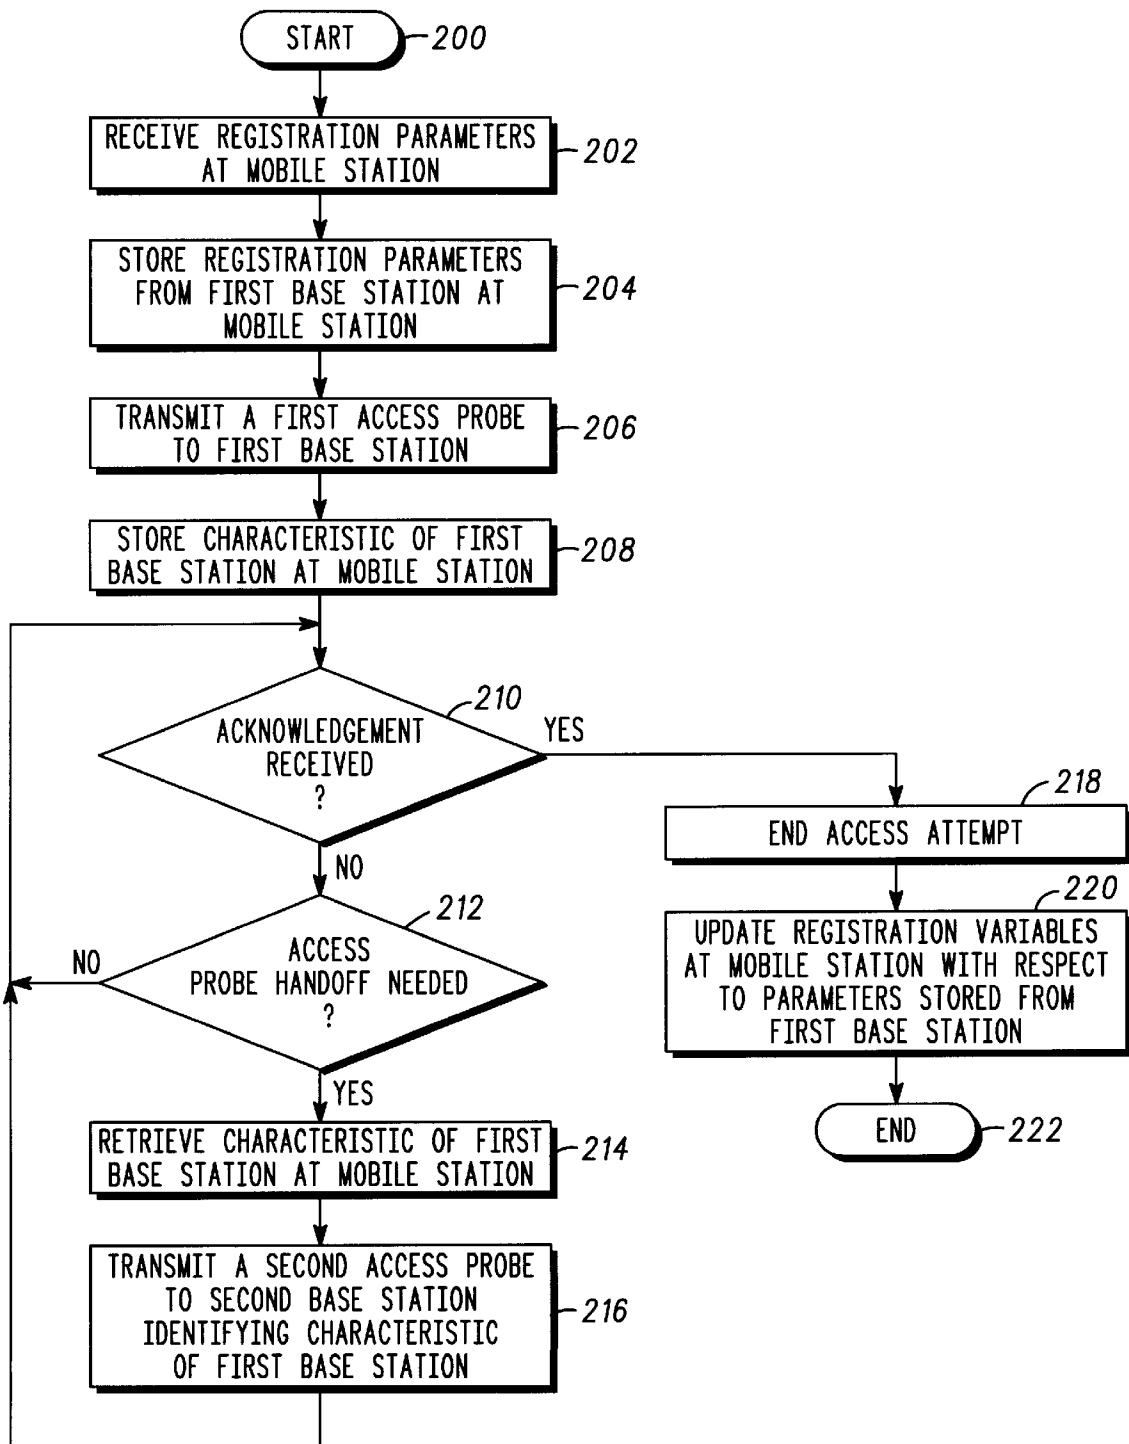 START
200
RECEIVE REGISTRATION PARAMETERS
AT MOBILE STATION
202
STORE REGISTRATION PARAMETERS
FROM FIRST BASE STATION AT
MOBILE STATION
204
TRANSMIT A FIRST ACCESS PROBE
TO FIRST BASE STATION
206
STORE CHARACTERISTIC OF FIRST
BASE STATION AT MOBILE STATION
208
ACKNOWLEDGEMENT
RECEIVED
?
210
YES
NO
218
END ACCESS ATTEMPT
220
UPDATE REGISTRATION VARIABLES
AT MOBILE STATION WITH RESPECT
TO PARAMETERS STORED FROM
FIRST BASE STATION
END
222
212
ACCESS
PROBE HANDOFF NEEDED
?
NO
YES
RETRIEVE CHARACTERISTIC OF FIRST
BASE STATION AT MOBILE STATION
214
TRANSMIT A SECOND ACCESS PROBE
TO SECOND BASE STATION
IDENTIFYING CHARACTERISTIC
OF FIRST BASE STATION
216